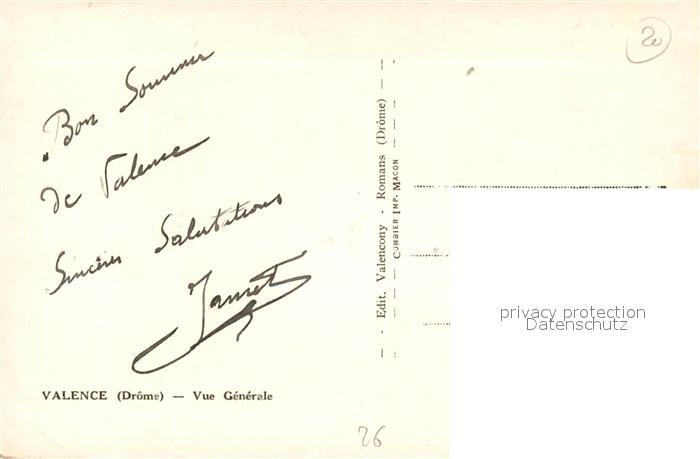 20
Bon Souvenir
de Valence
Sincères Salutations
VALENCE (Drôme) — Vue Générale
— - Edit. Valencony - Romans (Drôme) — -
COMBIER IMP. MACON
privacy protection
Datenschutz
26